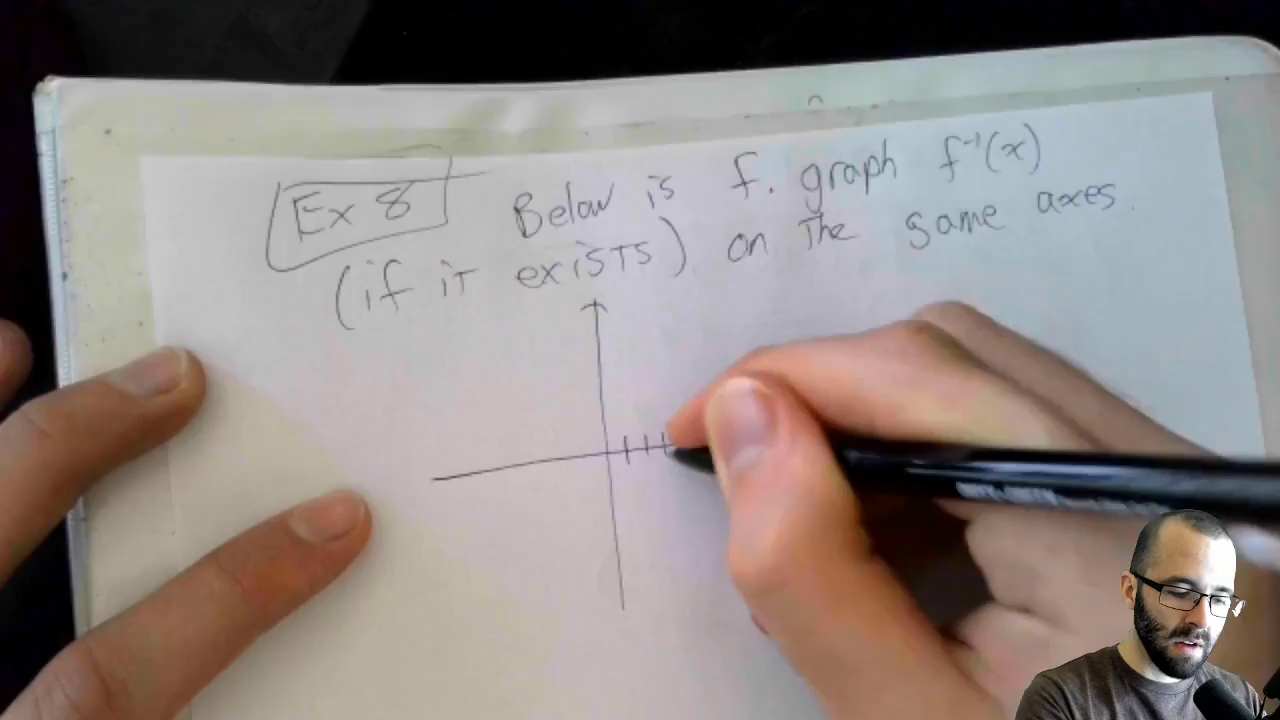 Ex 8 Below is f. graph f⁻¹(x)
(if it exists) on the same axes.